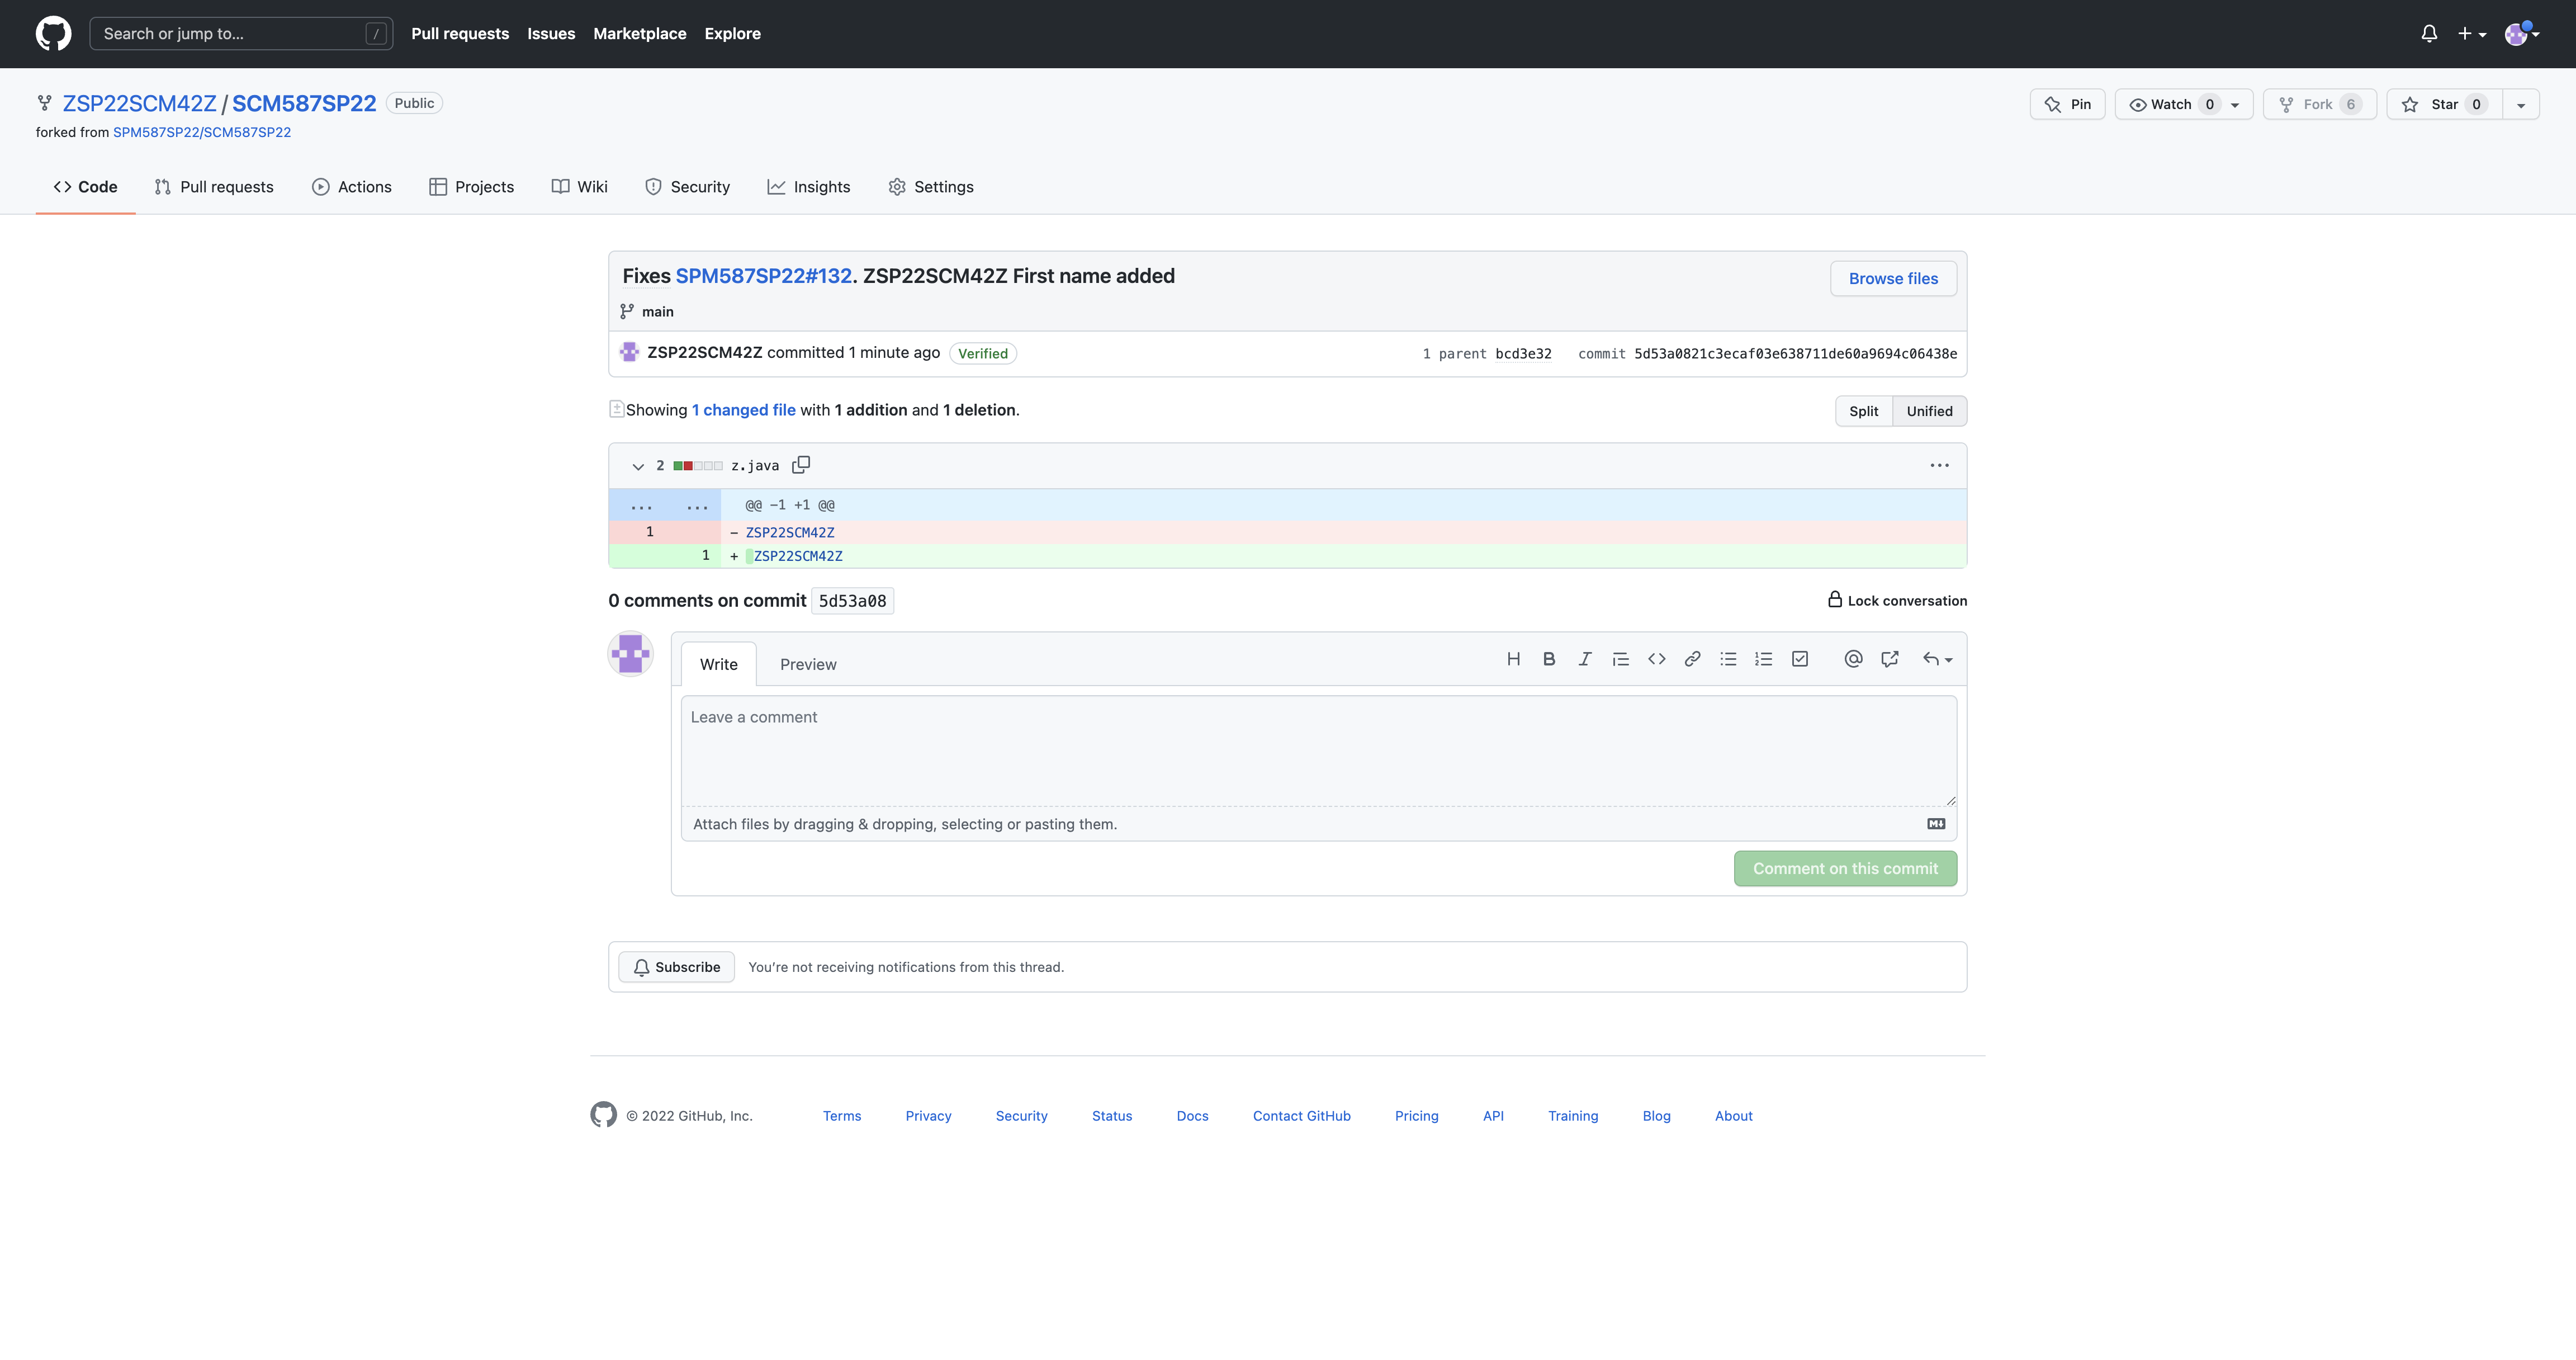 Search or jump to... / Pull requests Issues Marketplace Explore
ZSP22SCM42Z / SCM587SP22 Public Pin Watch 0 Fork 6 Star 0
forked from SPM587SP22/SCM587SP22
Code Pull requests Actions Projects Wiki Security Insights Settings
Fixes SPM587SP22#132. ZSP22SCM42Z First name added Browse files
main
ZSP22SCM42Z committed 1 minute ago Verified 1 parent bcd3e32 commit 5d53a0821c3ecaf03e638711de60a9694c06438e
Showing 1 changed file with 1 addition and 1 deletion. Split Unified
2 z.java ...
... ... @@ -1 +1 @@
1 - ZSP22SCM42Z
1 + ZSP22SCM42Z
0 comments on commit 5d53a08 Lock conversation
Write Preview
Leave a comment
Attach files by dragging & dropping, selecting or pasting them.
Comment on this commit
Subscribe You’re not receiving notifications from this thread.
© 2022 GitHub, Inc. Terms Privacy Security Status Docs Contact GitHub Pricing API Training Blog About